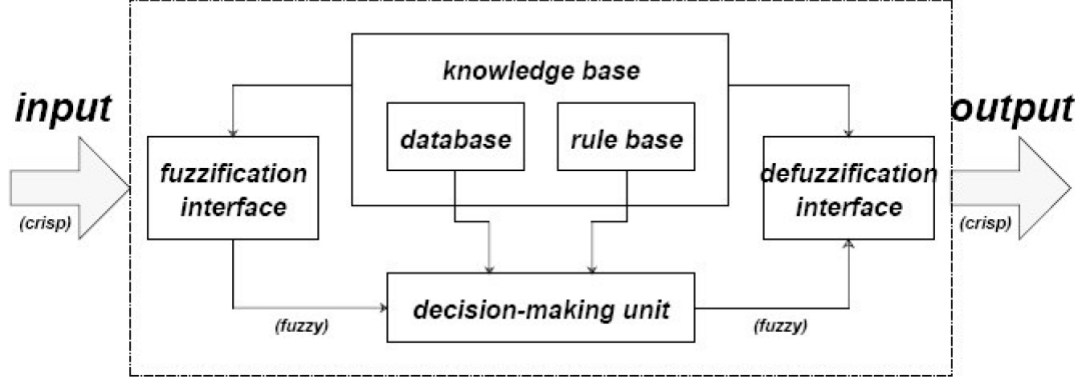 knowledge base
input
output
database
rule base
fuzzification
interface
defuzzification
interface
(crisp)
(crisp)
decision-making unit
(fuzzy)
(fuzzy)